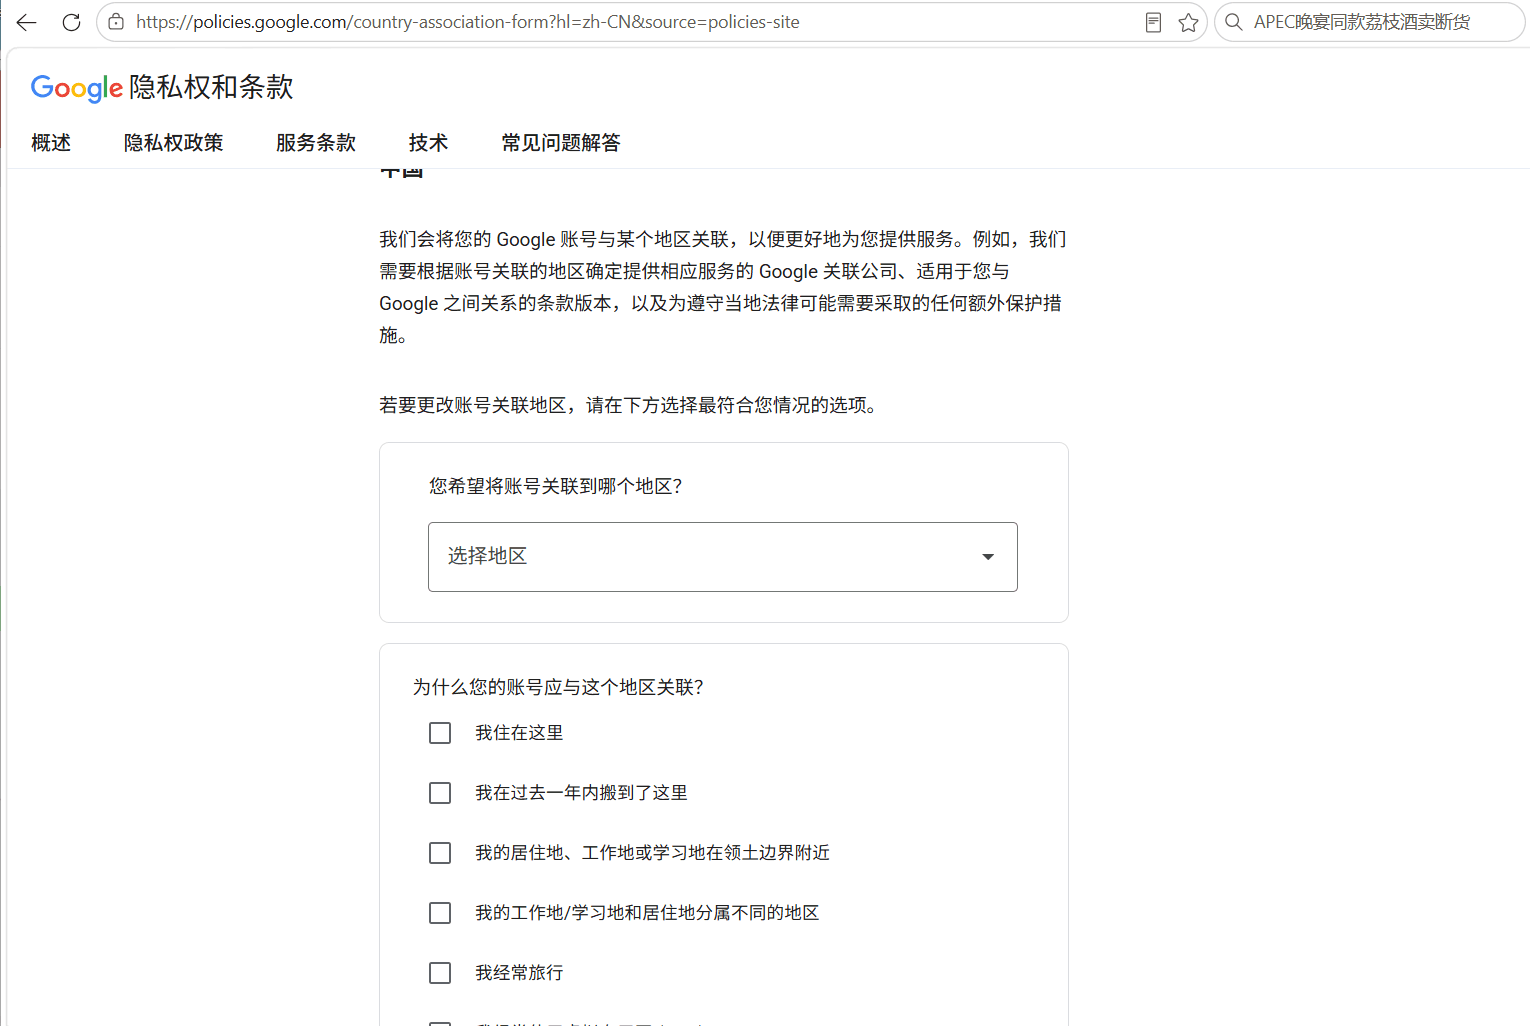 https://policies.google.com/country-association-form?hl=zh-CN&source=policies-site
APEC晚宴同款荔枝酒卖断货
Google 隐私权和条款
概述 隐私权政策 服务条款 技术 常见问题解答
中国
我们会将您的 Google 账号与某个地区关联，以便更好地为您提供服务。例如，我们
需要根据账号关联的地区确定提供相应服务的 Google 关联公司、适用于您与
Google 之间关系的条款版本，以及为遵守当地法律可能需要采取的任何额外保护措
施。
若要更改账号关联地区，请在下方选择最符合您情况的选项。
您希望将账号关联到哪个地区？
选择地区
为什么您的账号应与这个地区关联？
我住在这里
我在过去一年内搬到了这里
我的居住地、工作地或学习地在领土边界附近
我的工作地/学习地和居住地分属不同的地区
我经常旅行